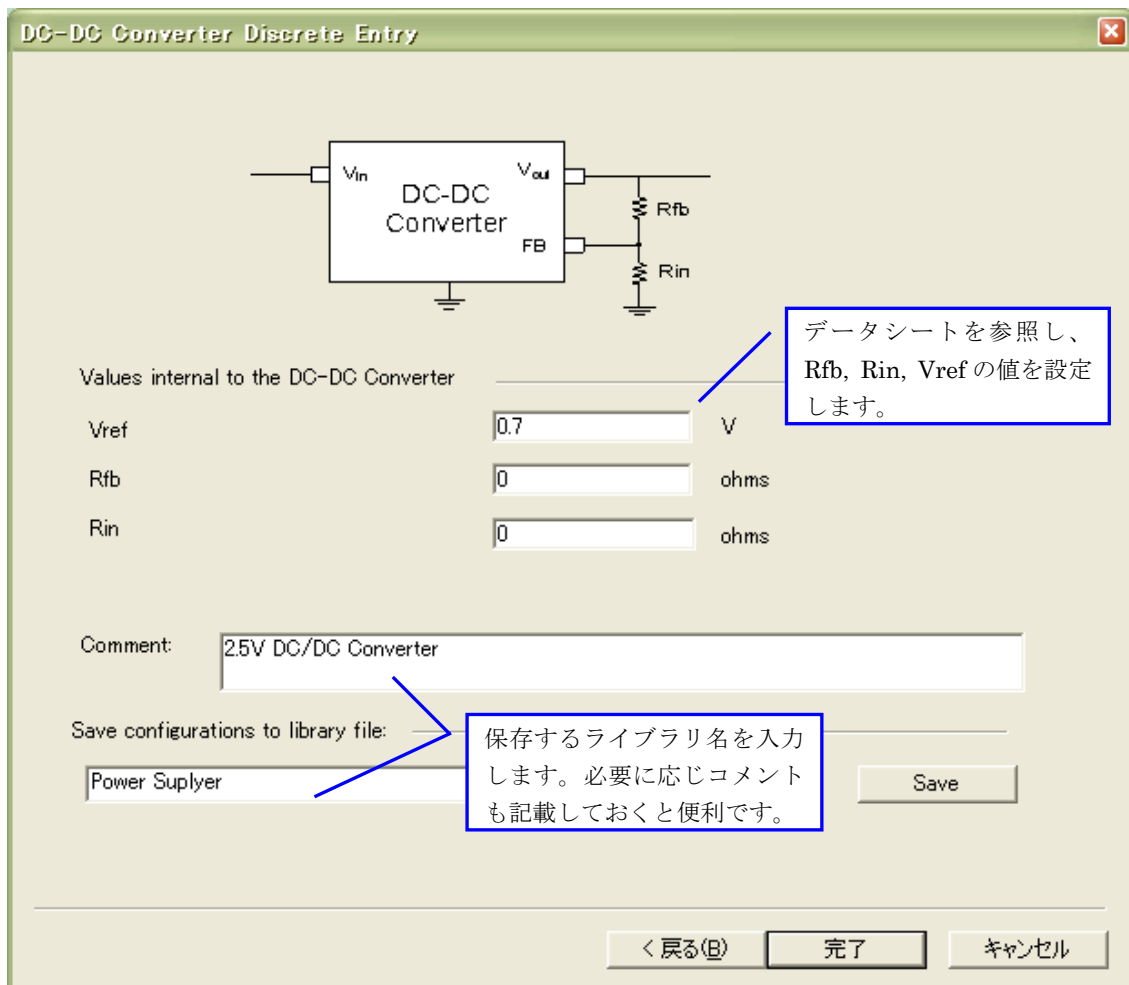 DC-DC Converter Discrete Entry
Vin
Vout
DC-DC
Converter
FB
Rfb
Rin
データシートを参照し、
Rfb, Rin, Vref の値を設定
します。
Values internal to the DC-DC Converter
Vref
0.7
V
Rfb
0
ohms
Rin
0
ohms
Comment:
2.5V DC/DC Converter
Save configurations to library file:
保存するライブラリ名を入力
します。必要に応じコメント
も記載しておくと便利です。
Power Suplyer
Save
< 戻る(B)
完了
キャンセル